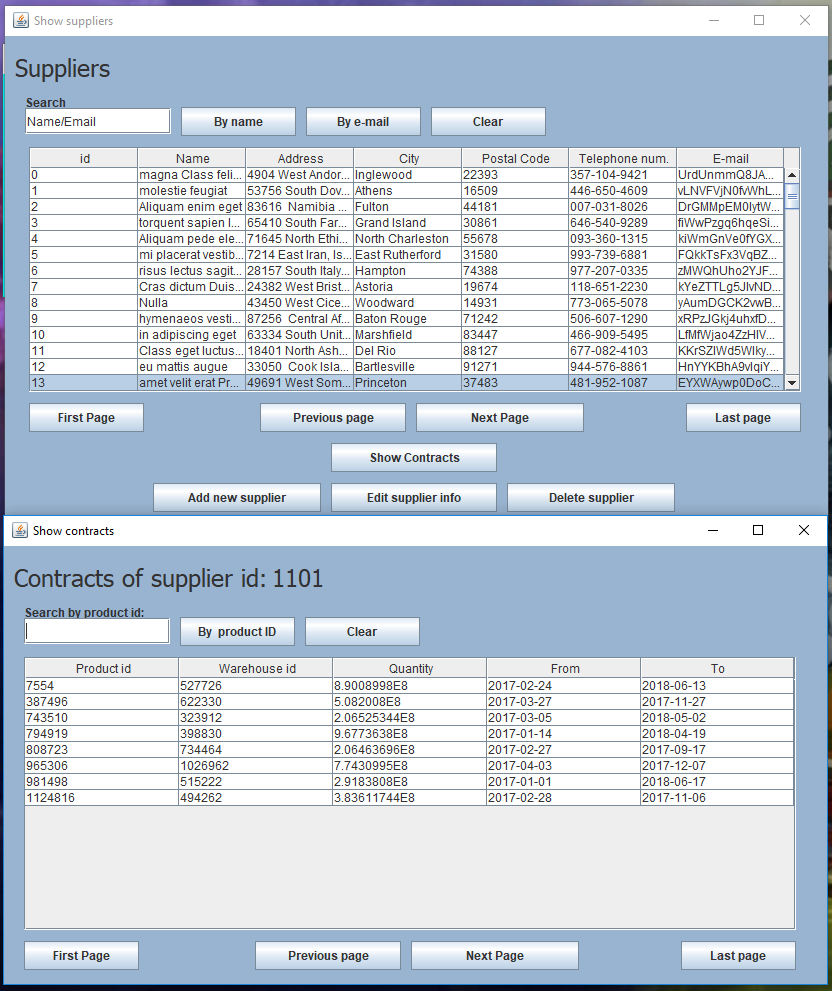 Show suppliers
Suppliers
Search
Name/Email By name By e-mail Clear
id Name Address City Postal Code Telephone num. E-mail
0 magna Class feli... 4904 West Andor... Inglewood 22393 357-104-9421 UrdUnmmQ8JA...
1 molestie feugiat 53756 South Dov... Athens 16509 446-650-4609 vLNVFVjN0fWhL...
2 Aliquam enim eget 83616 Namibia ... Fulton 44181 007-031-8026 DrGMMpEM0lytW...
3 torquent sapien l... 65410 South Far... Grand Island 30861 646-540-9289 fiWwPzgq6hqeSi...
4 Aliquam pede ele... 71645 North Ethi... North Charleston 55678 093-360-1315 kiWmGnVe0fYGX...
5 mi placerat vestib... 7214 East Iran, Is... East Rutherford 31580 993-739-6881 FQkkTsFx3VqBZ...
6 risus lectus sagit... 28157 South Italy... Hampton 74388 977-207-0335 zMWQhUho2YJF...
7 Cras dictum Duis... 24382 West Brist... Astoria 19674 118-651-2230 kYeZTTLg5JlvND...
8 Nulla 43450 West Cice... Woodward 14931 773-065-5078 yAumDGCK2vwB...
9 hymenaeos vesti... 87256 Central Af... Baton Rouge 71242 506-607-1290 xRPzJGkj4uhxfD...
10 in adipiscing eget 63334 South Unit... Marshfield 83447 466-909-5495 LfMfWjao4ZzHIV...
11 Class eget luctus... 18401 North Ash... Del Rio 88127 677-082-4103 KKrSZlWd5Wlky...
12 eu mattis augue 33050 Cook Isla... Bartlesville 91271 944-576-8861 HnYYKBhA9vlqiY...
13 amet velit erat Pr... 49691 West Som... Princeton 37483 481-952-1087 EYXWAywp0DoC...
First Page Previous page Next Page Last page
Show Contracts
Add new supplier Edit supplier info Delete supplier
Show contracts
Contracts of supplier id: 1101
Search by product id:
By product ID Clear
Product id Warehouse id Quantity From To
7554 527726 8.9008998E8 2017-02-24 2018-06-13
387496 622330 5.082008E8 2017-03-27 2017-11-27
743510 323912 2.06525344E8 2017-03-05 2018-05-02
794919 398830 9.6773638E8 2017-01-14 2018-04-19
808723 734464 2.06463696E8 2017-02-27 2017-09-17
965306 1026962 7.7430995E8 2017-04-03 2017-12-07
981498 515222 2.9183808E8 2017-01-01 2018-06-17
1124816 494262 3.83611744E8 2017-02-28 2017-11-06
First Page Previous page Next Page Last page